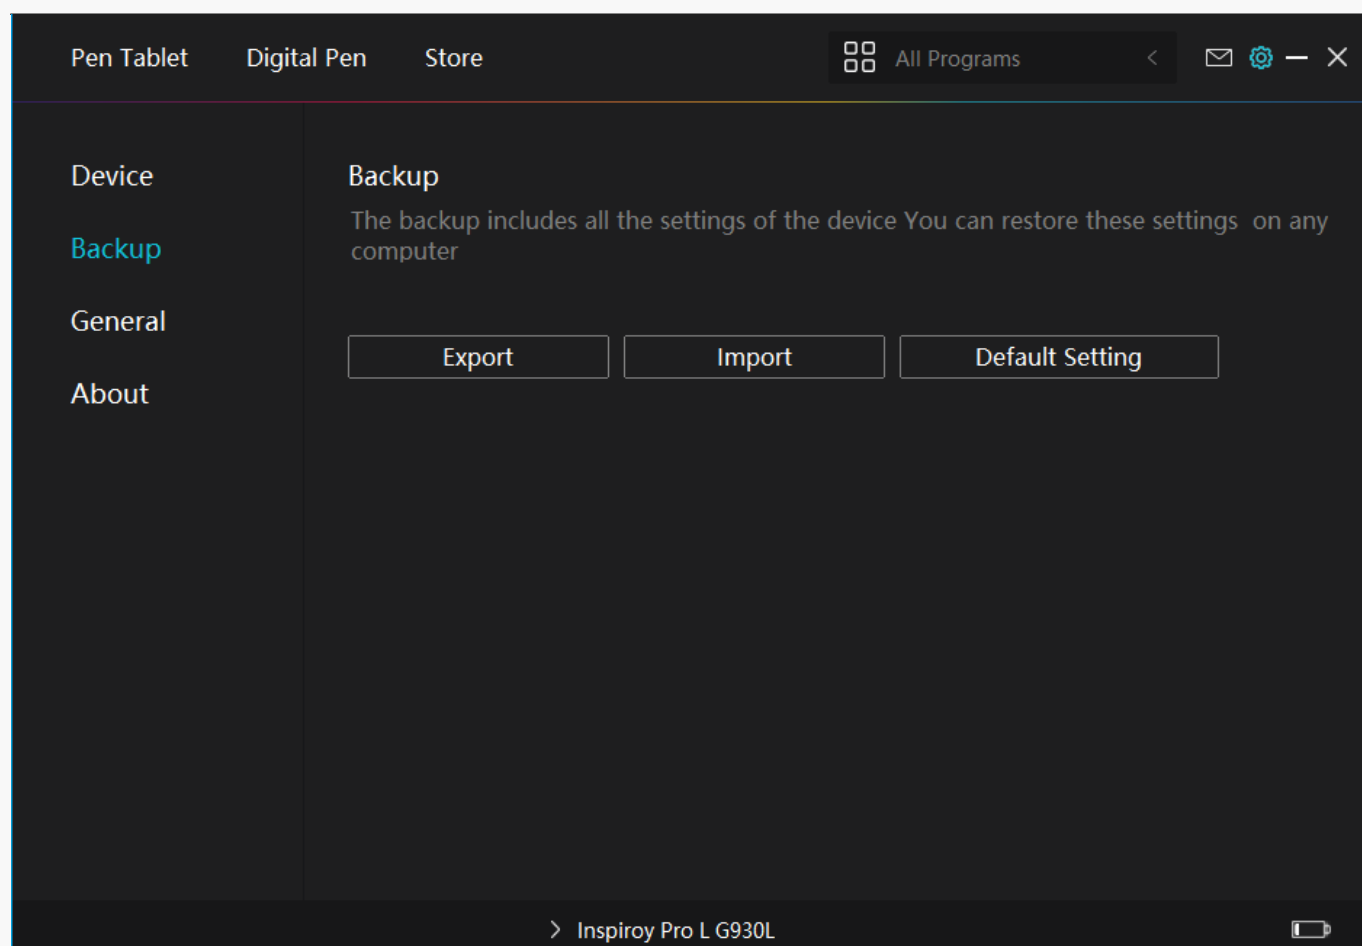 Pen Tablet Digital Pen Store All Programs
Device
Backup
General
About
Backup
The backup includes all the settings of the device You can restore these settings on any
computer
Export Import Default Setting
Inspiroy Pro L G930L